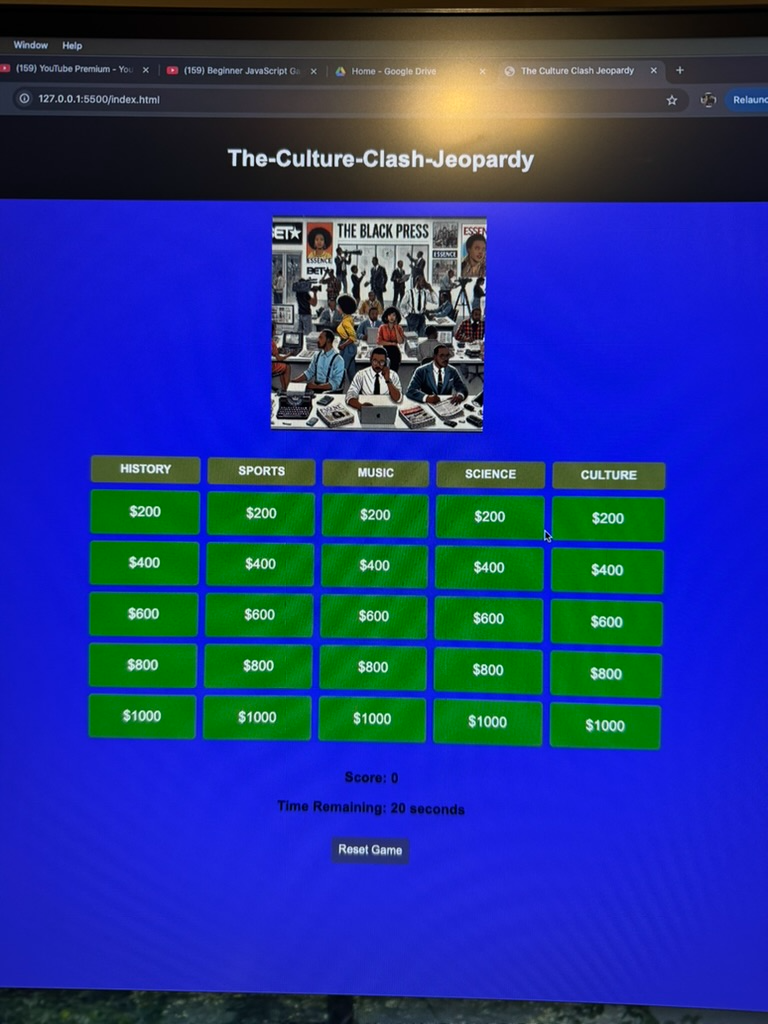 Window Help
(159) YouTube Premium - You
(159) Beginner JavaScript Ga
Home - Google Drive
The Culture Clash Jeopardy
127.0.0.1:5500/index.html
Relaunc
The-Culture-Clash-Jeopardy
ET★
THE BLACK PRESS
ESSEN
ESSENCE
ESSENCE
BET★
HISTORY SPORTS MUSIC SCIENCE CULTURE
$200 $200 $200 $200 $200
$400 $400 $400 $400 $400
$600 $600 $600 $600 $600
$800 $800 $800 $800 $800
$1000 $1000 $1000 $1000 $1000
Score: 0
Time Remaining: 20 seconds
Reset Game